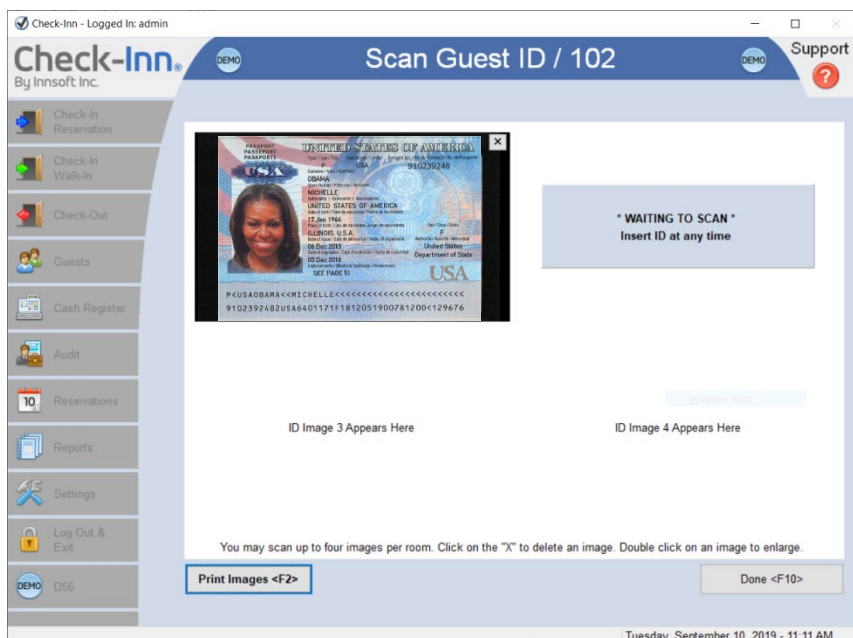 Check-Inn - Logged In: admin
Check-Inn®
By Innsoft Inc.
DEMO
Scan Guest ID / 102
DEMO
Support
?
Check-In
Reservation
Check-In
Walk-In
Check-Out
Guests
Cash Register
Audit
10
Reservations
Reports
Settings
Log Out &
Exit
DEMO
D56
PASSPORT
PASSEPORT
PASAPORTE
UNITED STATES OF AMERICA
USA
P
USA
910239248
OBAMA
MICHELLE
UNITED STATES OF AMERICA
17 Jan 1964
ILLINOIS, U.S.A.
F
06 Dec 2013
United States
05 Dec 2018
Department of State
SEE PAGE 51
USA
P<USAOBAMA<<MICHELLE<<<<<<<<<<<<<<<<<<<<<<<
9102392482USA6401171F1812051900781200<129676
X
* WAITING TO SCAN *
Insert ID at any time
ID Image 3 Appears Here
ID Image 4 Appears Here
You may scan up to four images per room. Click on the "X" to delete an image. Double click on an image to enlarge.
Print Images <F2>
Done <F10>
Tuesday, September 10, 2019 - 11:11 AM